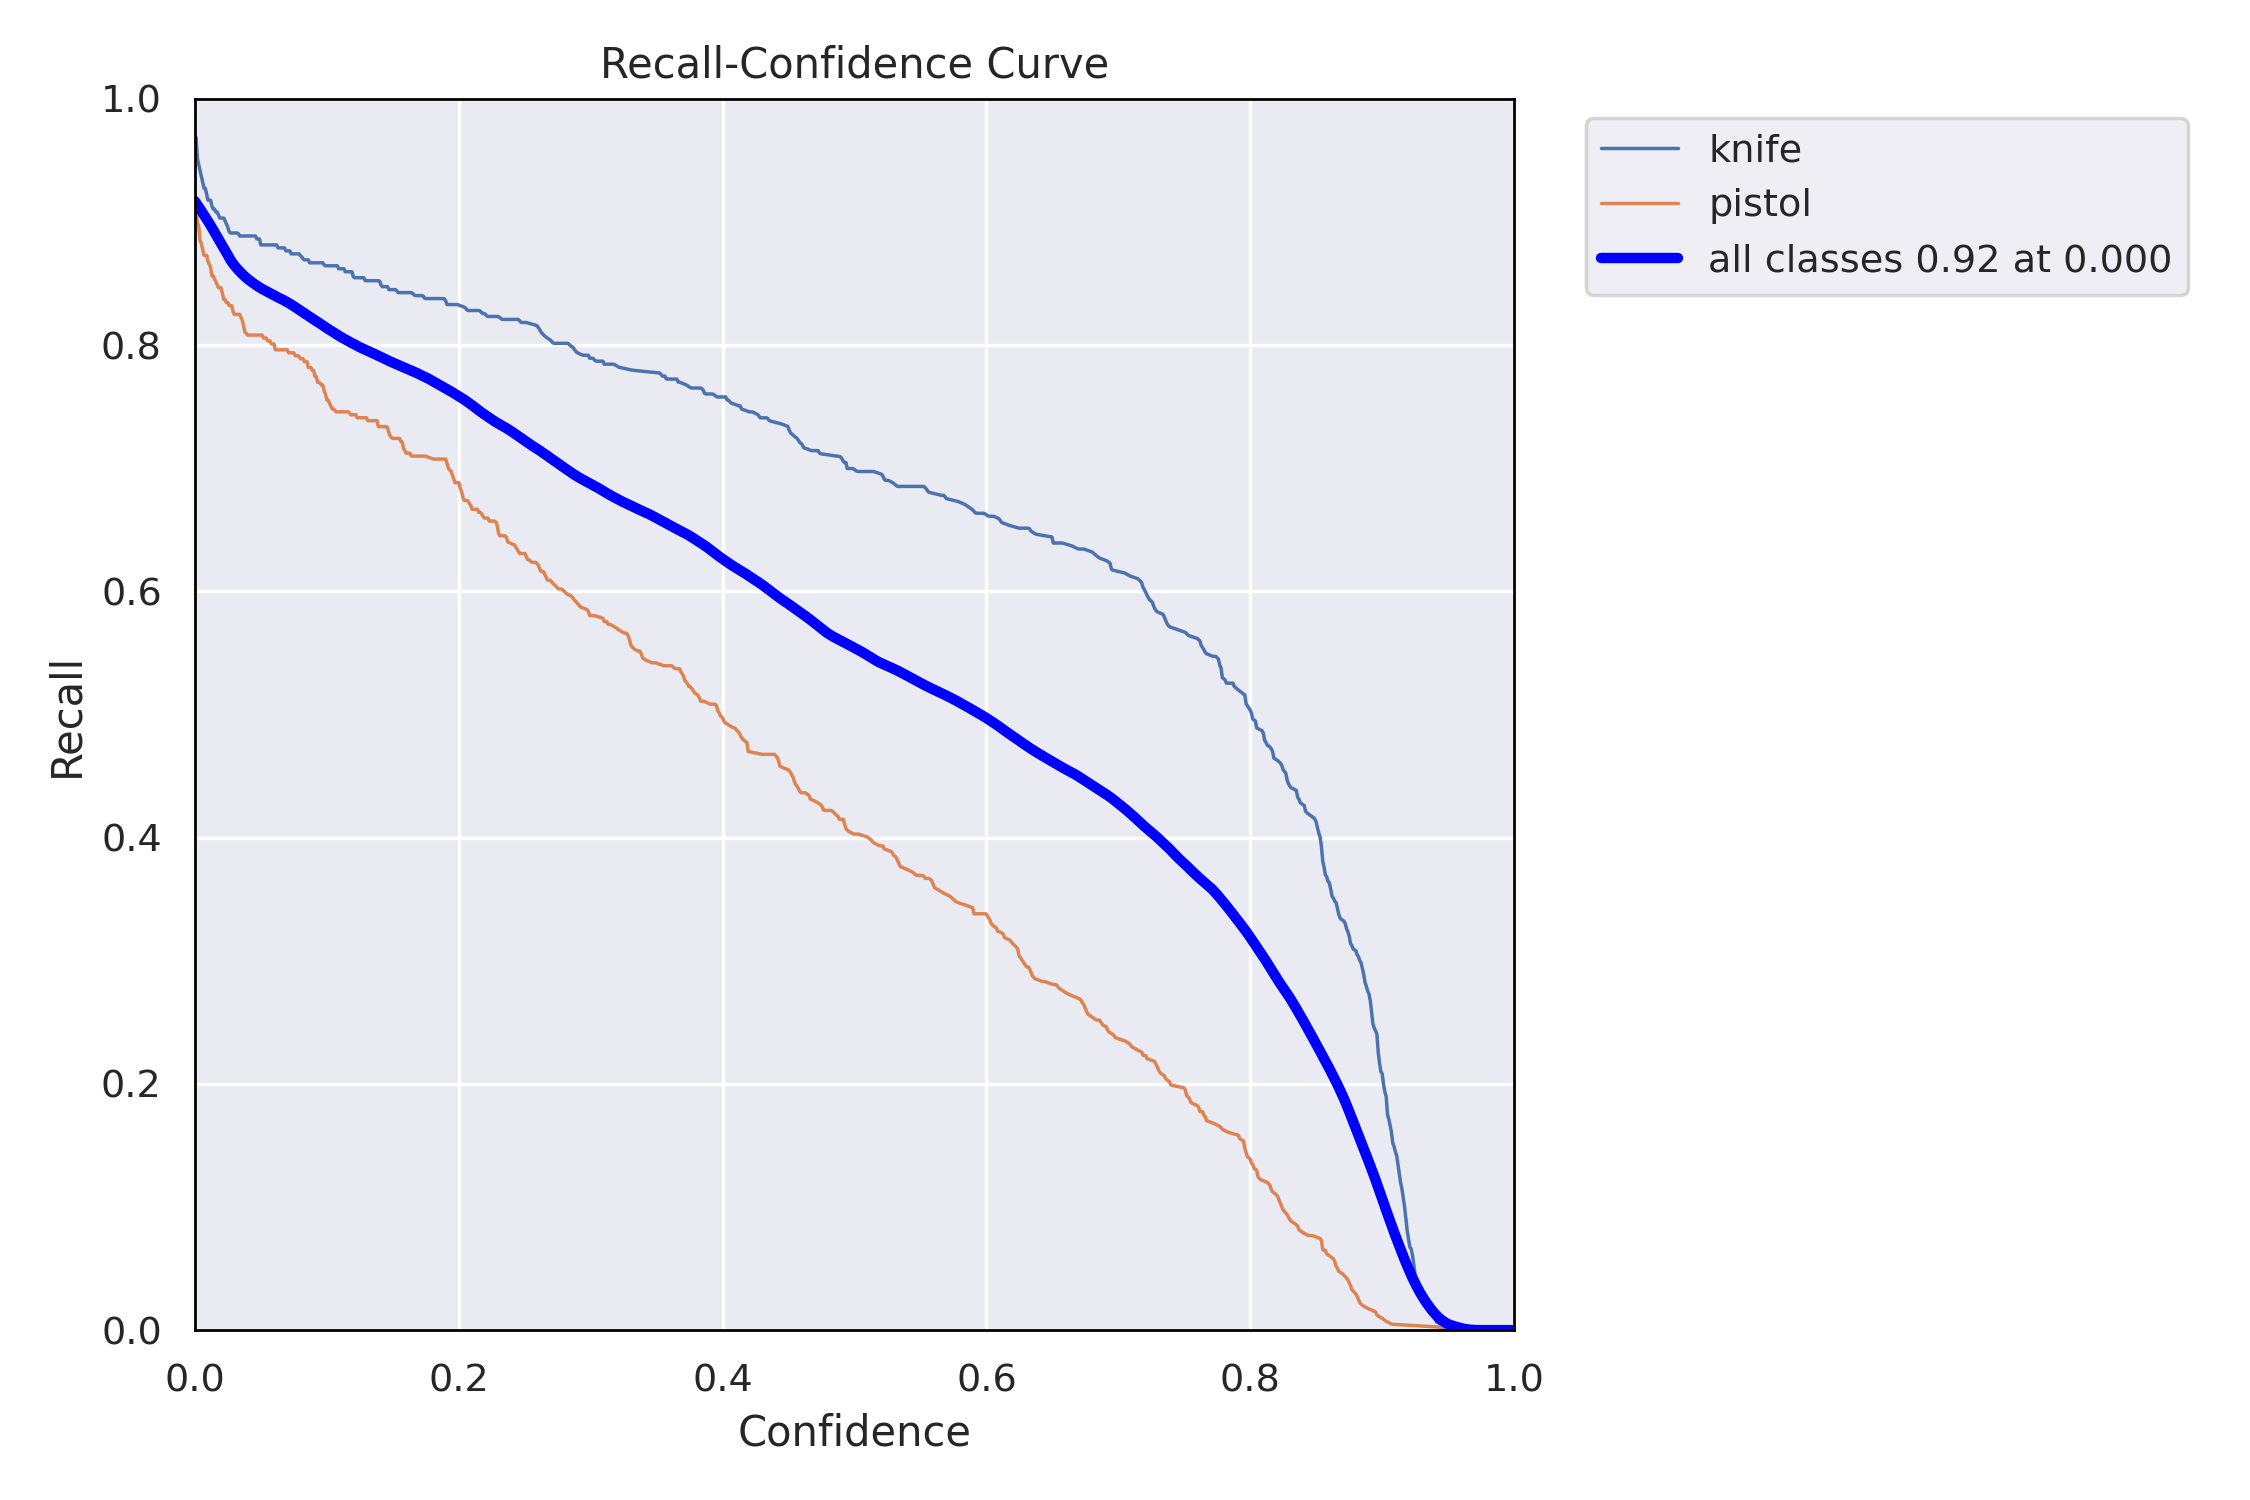 Recall-Confidence Curve
1.0
0.8
0.6
0.4
0.2
0.0
Recall
0.0 0.2 0.4 0.6 0.8 1.0
Confidence
knife
pistol
all classes 0.92 at 0.000